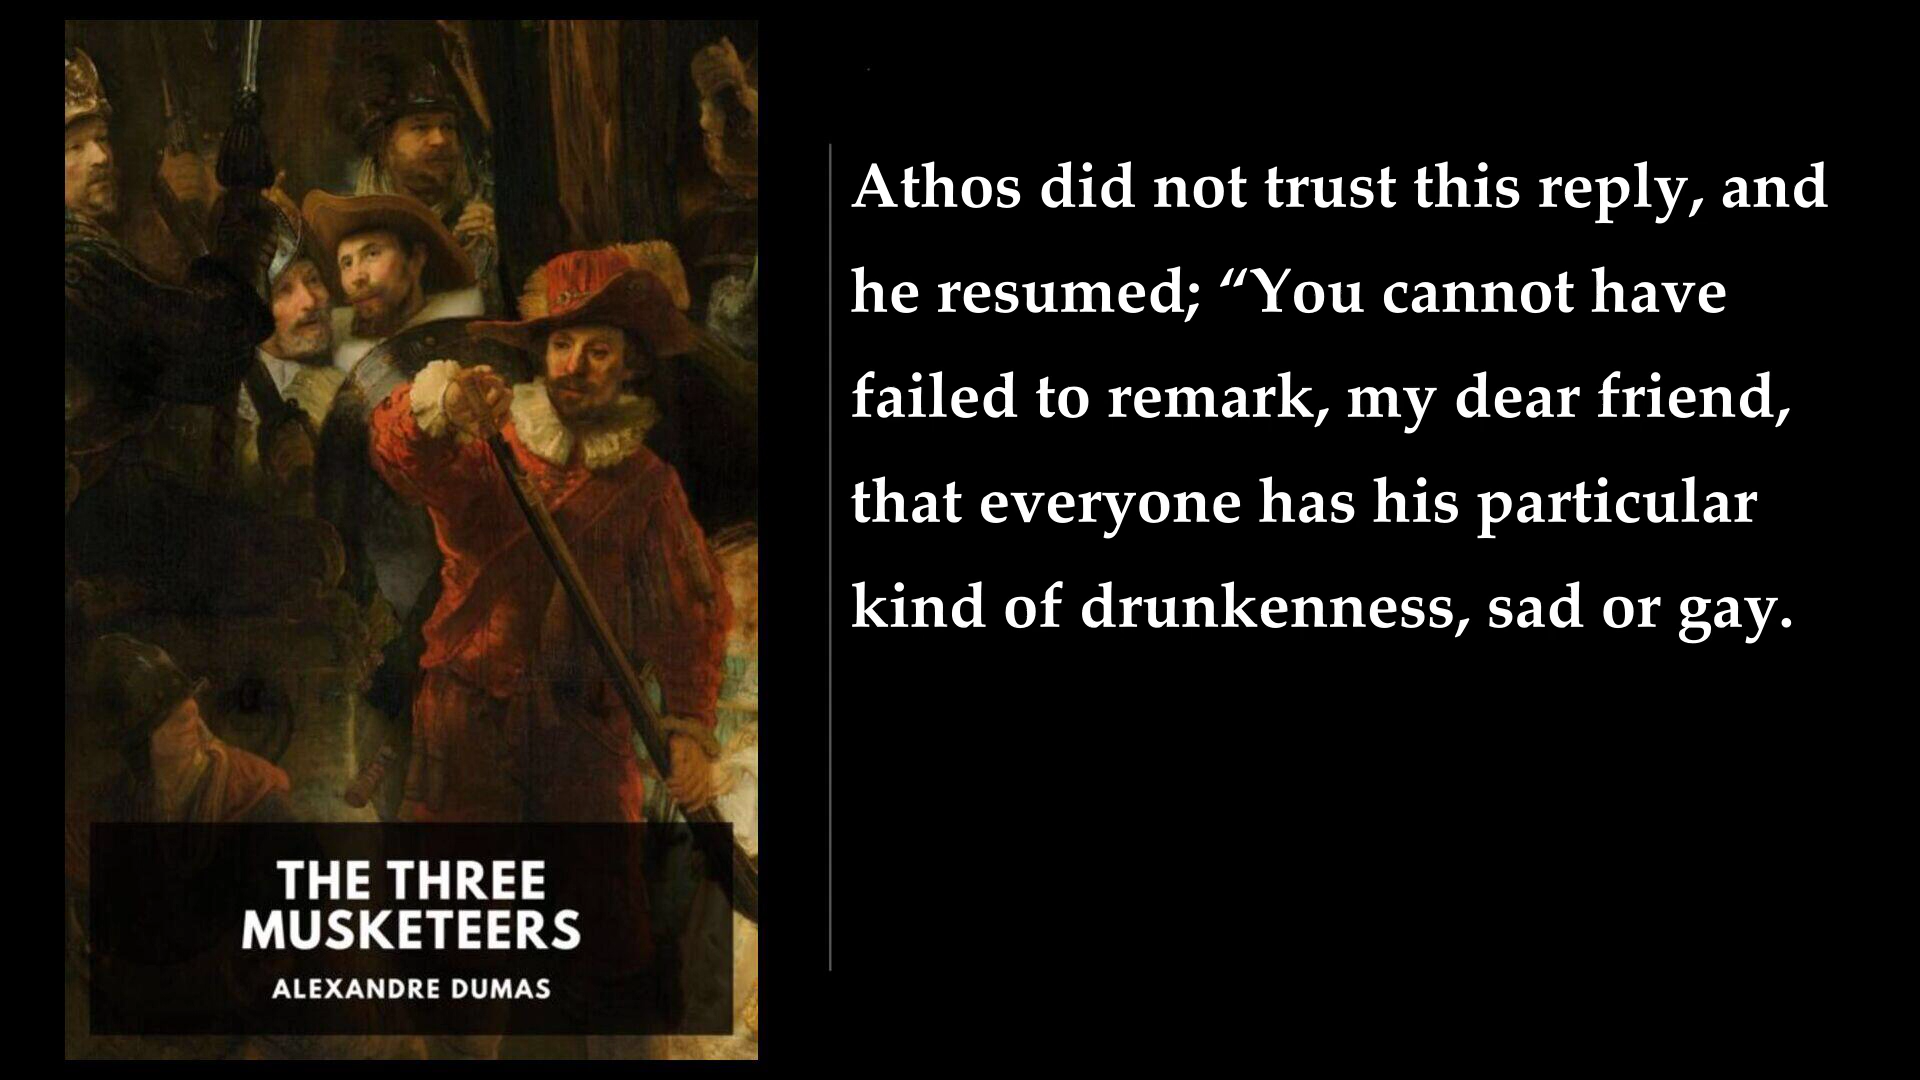 Athos did not trust this reply, and
he resumed; “You cannot have
failed to remark, my dear friend,
that everyone has his particular
kind of drunkenness, sad or gay.
THE THREE
MUSKETEERS
ALEXANDRE DUMAS